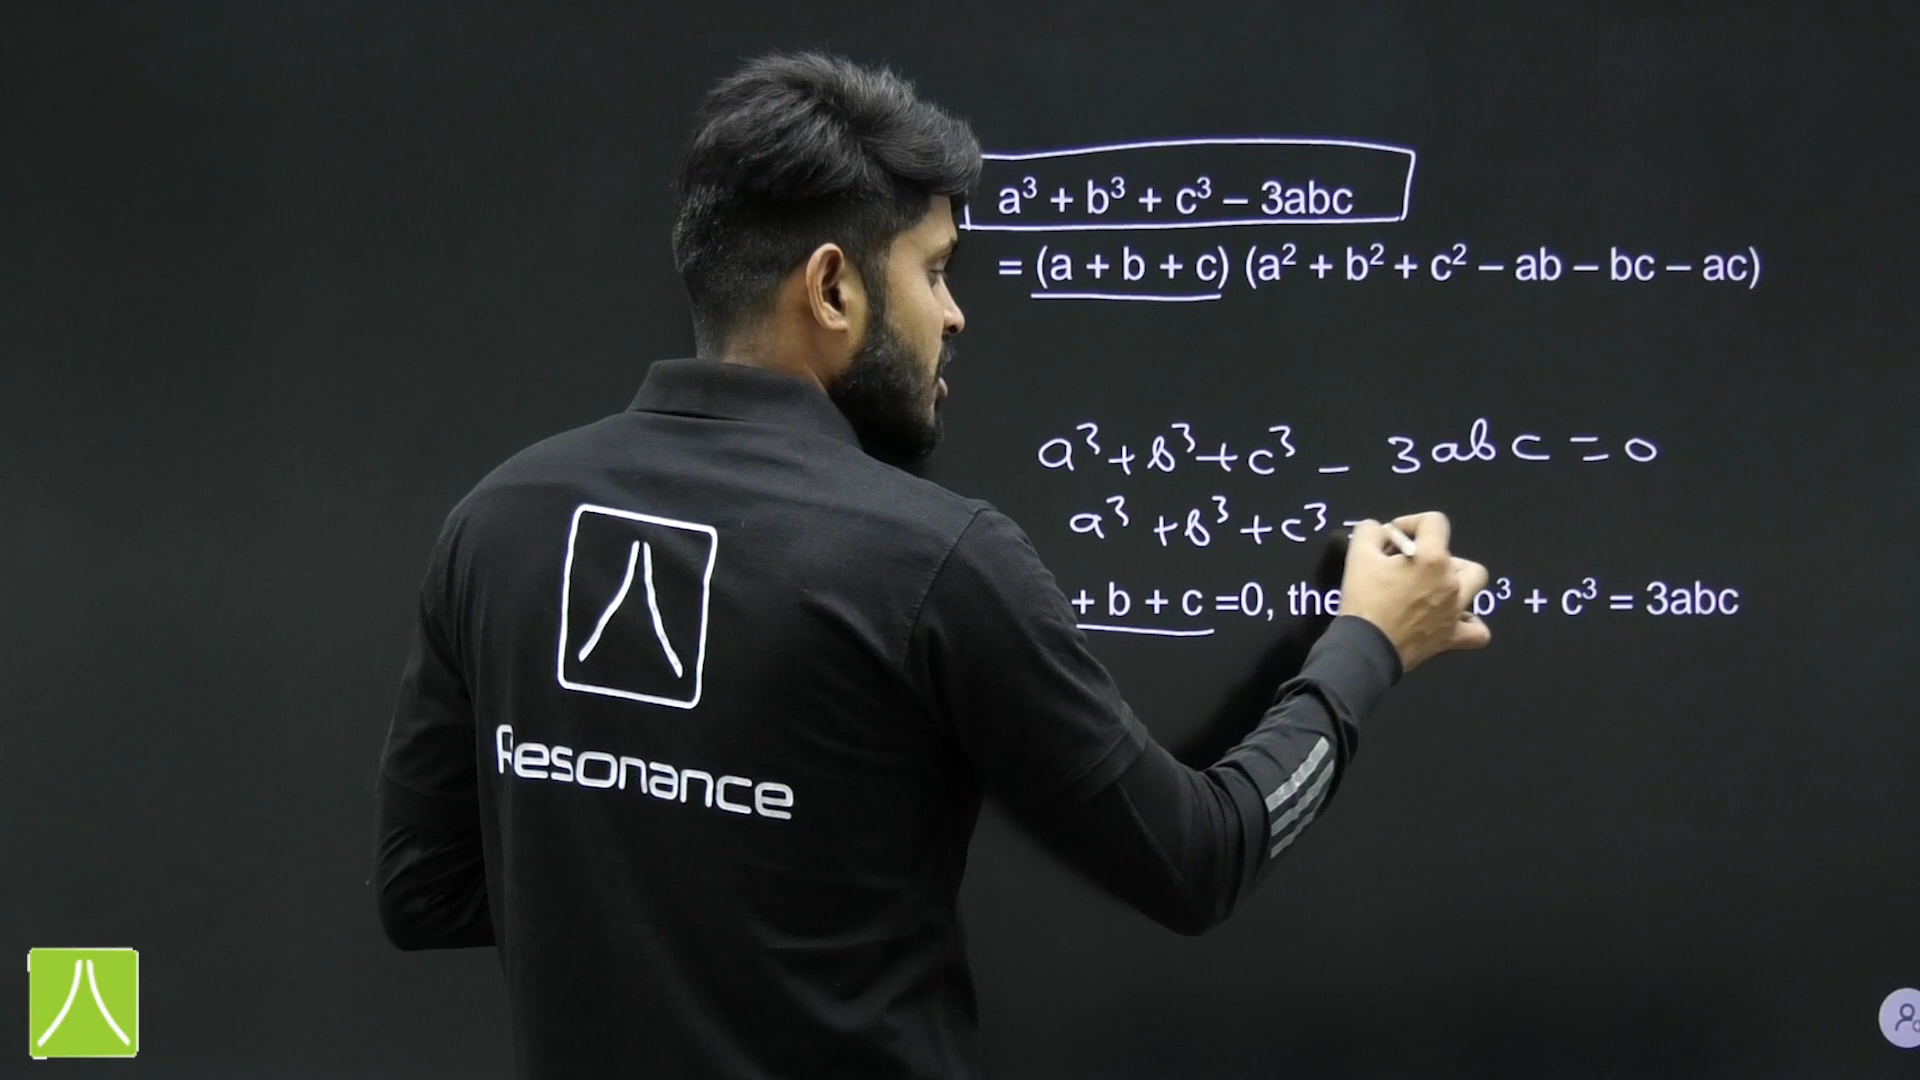 a³ + b³ + c³ – 3abc
= (a + b + c) (a² + b² + c² – ab – bc – ac)
a³ + b³ + c³ – 3abc = 0
a³ + b³ + c³ =
+ b + c =0, the b³ + c³ = 3abc
Resonance